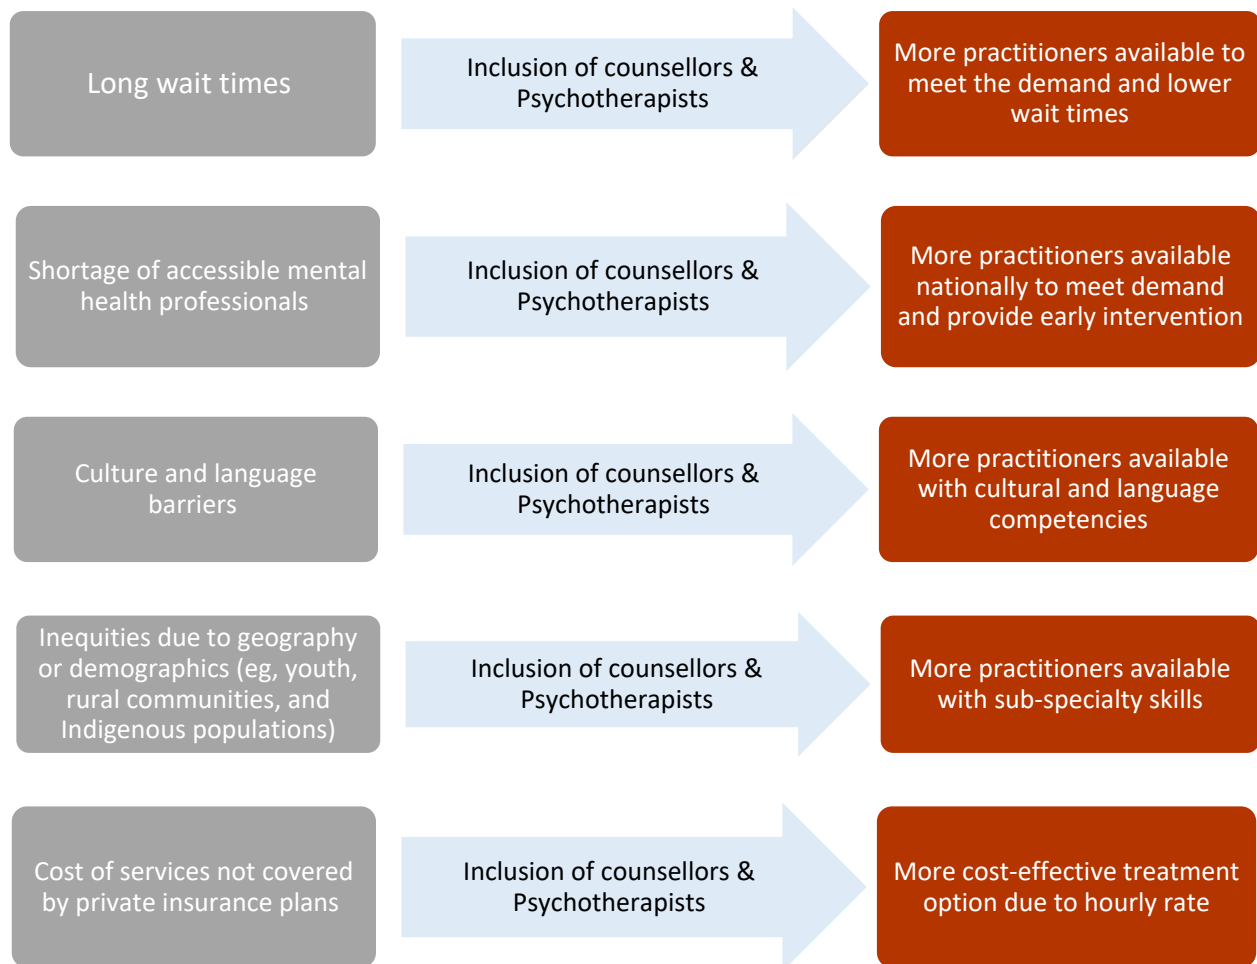 Long wait times
Inclusion of counsellors &
Psychotherapists
More practitioners available to
meet the demand and lower
wait times
Shortage of accessible mental
health professionals
Inclusion of counsellors &
Psychotherapists
More practitioners available
nationally to meet demand
and provide early intervention
Culture and language
barriers
Inclusion of counsellors &
Psychotherapists
More practitioners available
with cultural and language
competencies
Inequities due to geography
or demographics (eg, youth,
rural communities, and
Indigenous populations)
Inclusion of counsellors &
Psychotherapists
More practitioners available
with sub-specialty skills
Cost of services not covered
by private insurance plans
Inclusion of counsellors &
Psychotherapists
More cost-effective treatment
option due to hourly rate